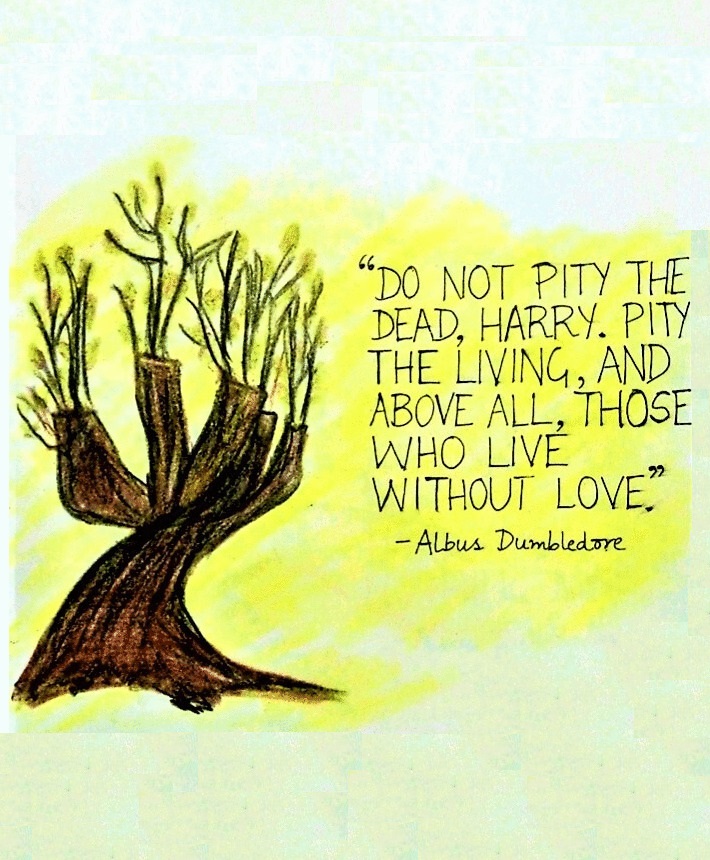 “DO NOT PITY THE
DEAD, HARRY. PITY
THE LIVING, AND
ABOVE ALL, THOSE
WHO LIVE
WITHOUT LOVE.”
- Albus Dumbledore